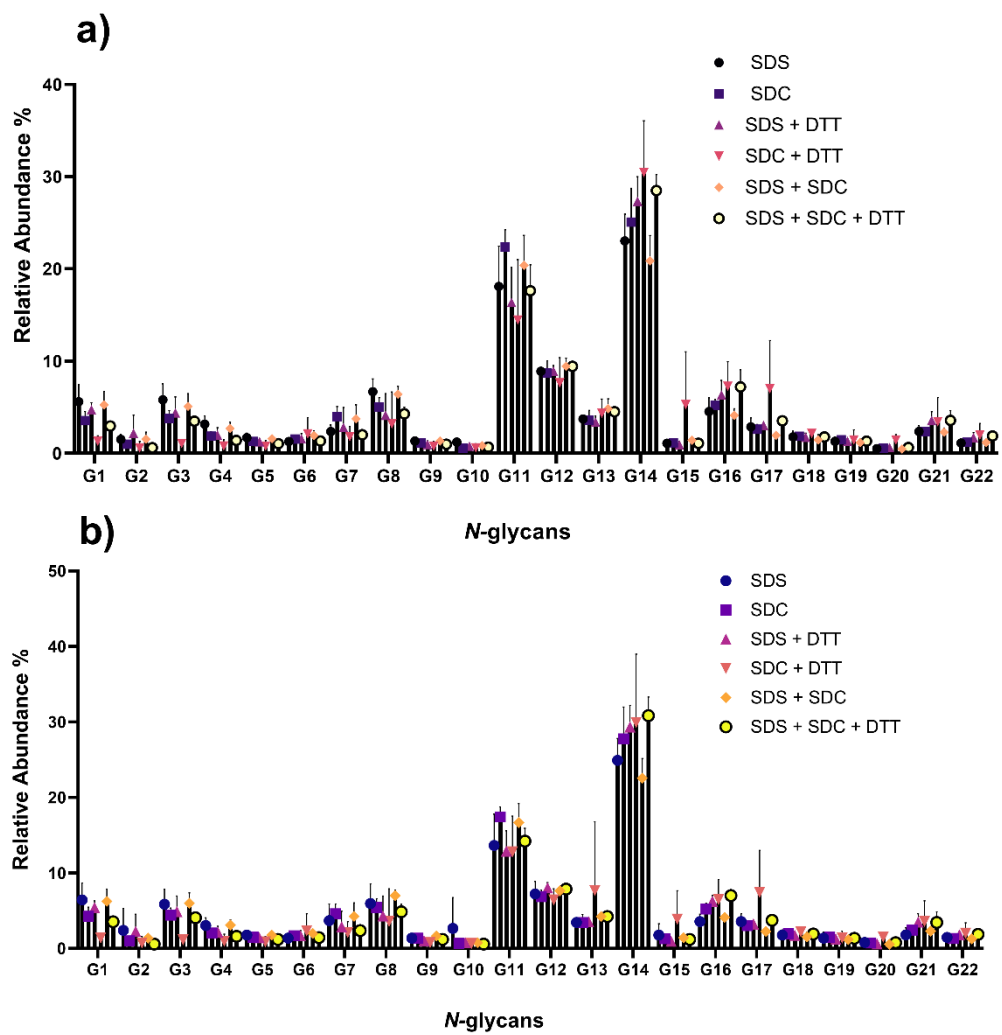 a)
SDS
SDC
SDS + DTT
SDC + DTT
SDS + SDC
SDS + SDC + DTT
Relative Abundance %
40
30
20
10
0
G1 G2 G3 G4 G5 G6 G7 G8 G9 G10 G11 G12 G13 G14 G15 G16 G17 G18 G19 G20 G21 G22
N-glycans
b)
SDS
SDC
SDS + DTT
SDC + DTT
SDS + SDC
SDS + SDC + DTT
Relative Abundance %
50
40
30
20
10
0
G1 G2 G3 G4 G5 G6 G7 G8 G9 G10 G11 G12 G13 G14 G15 G16 G17 G18 G19 G20 G21 G22
N-glycans